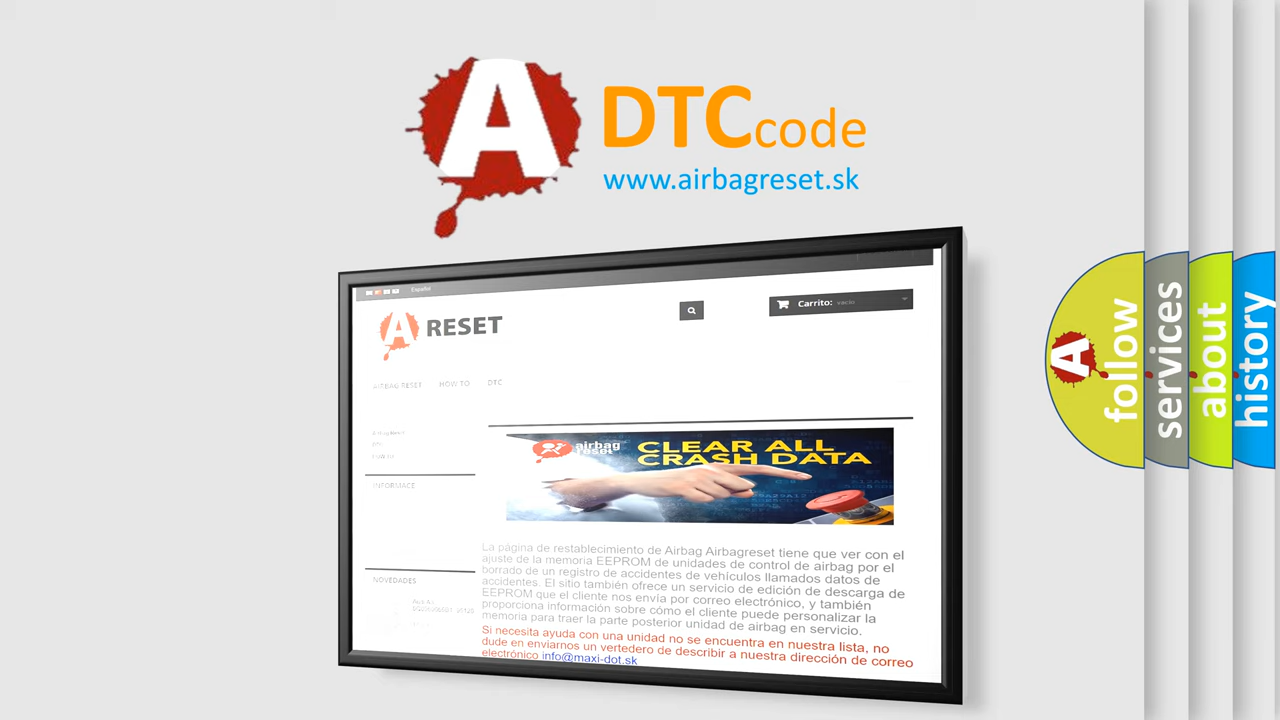 A
DTCcode
www.airbagreset.sk
Español
A RESET
Carrito: vacío
AIRBAG RESET HOW TO DTC
INFORMACE
NOVEDADES
airbag
reset
CLEAR ALL
CRASH DATA
La página de restablecimiento de Airbag Airbagreset tiene que ver con el
ajuste de la memoria EEPROM de unidades de control de airbag por el
borrado de un registro de accidentes de vehículos llamados datos de
accidentes. El sitio también ofrece un servicio de edición de descarga de
EEPROM que el cliente nos envía por correo electrónico, y también
proporciona información sobre cómo el cliente puede personalizar la
memoria para traer la parte posterior unidad de airbag en servicio.
Si necesita ayuda con una unidad no se encuentra en nuestra lista, no
dude en enviarnos un vertedero de describir a nuestra dirección de correo
electrónico info@maxi-dot.sk
A
follow
services
about
history